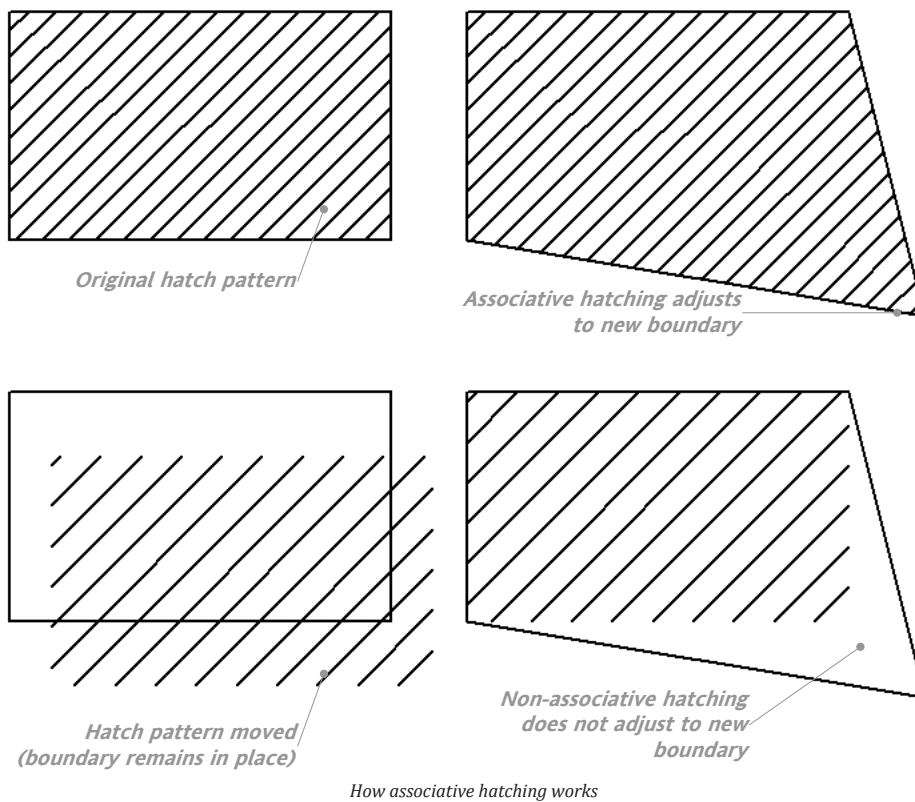 Original hatch pattern
Associative hatching adjusts
to new boundary
Hatch pattern moved
(boundary remains in place)
Non-associative hatching
does not adjust to new
boundary
How associative hatching works